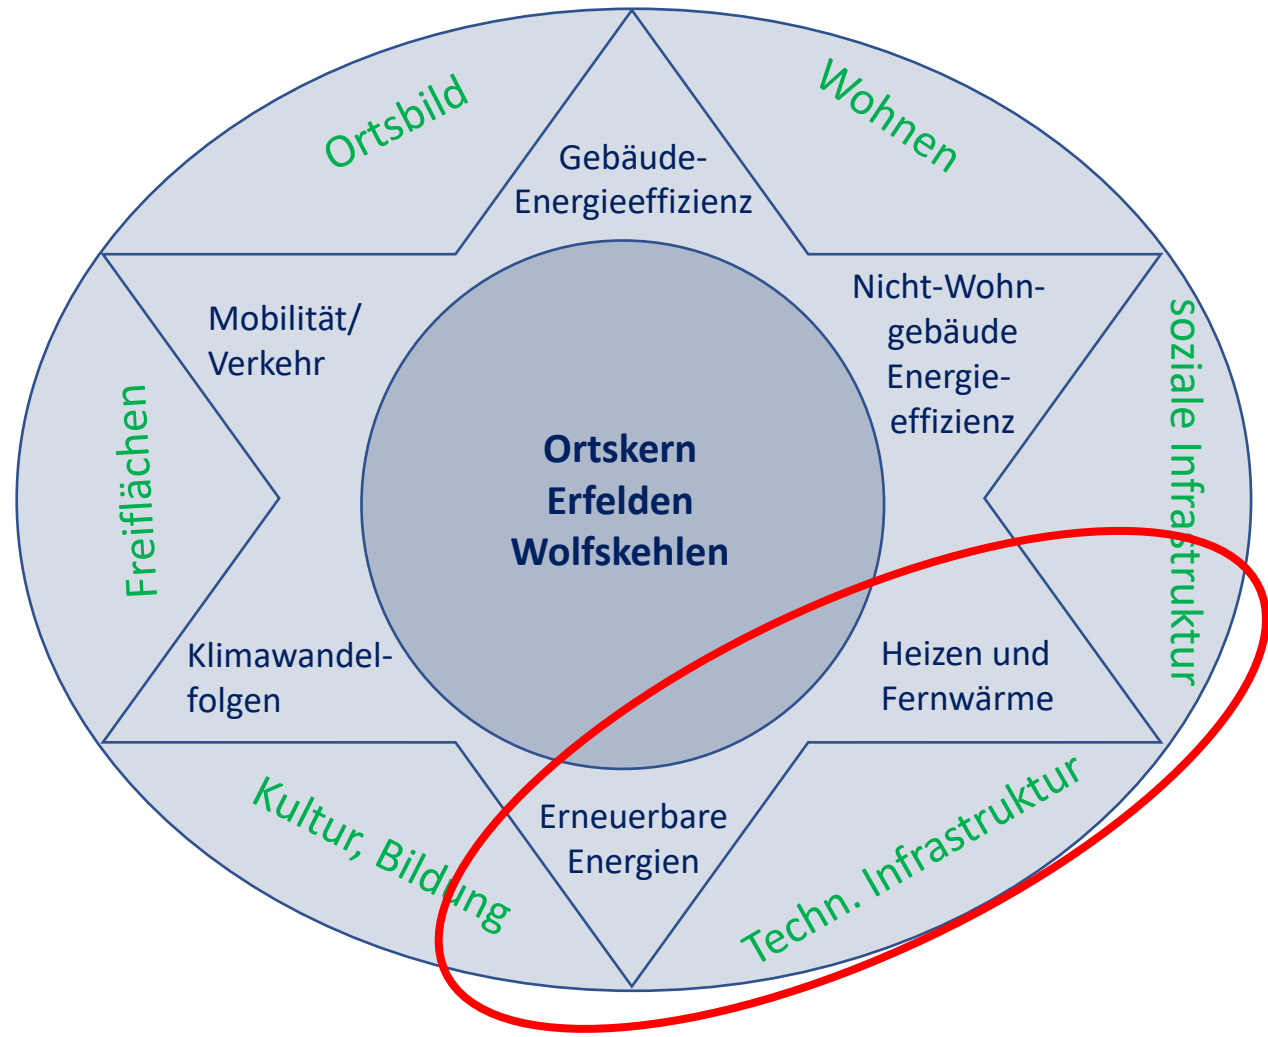 Ortsbild
Wohnen
Gebäude-
Energieeffizienz
Mobilität/
Verkehr
Nicht-Wohn-
gebäude
Energie-
effizienz
soziale Infrastruktur
Freiflächen
Ortskern
Erfelden
Wolfskehlen
Klimawandel-
folgen
Heizen und
Fernwärme
Erneuerbare
Energien
Kultur, Bildung
Techn. Infrastruktur